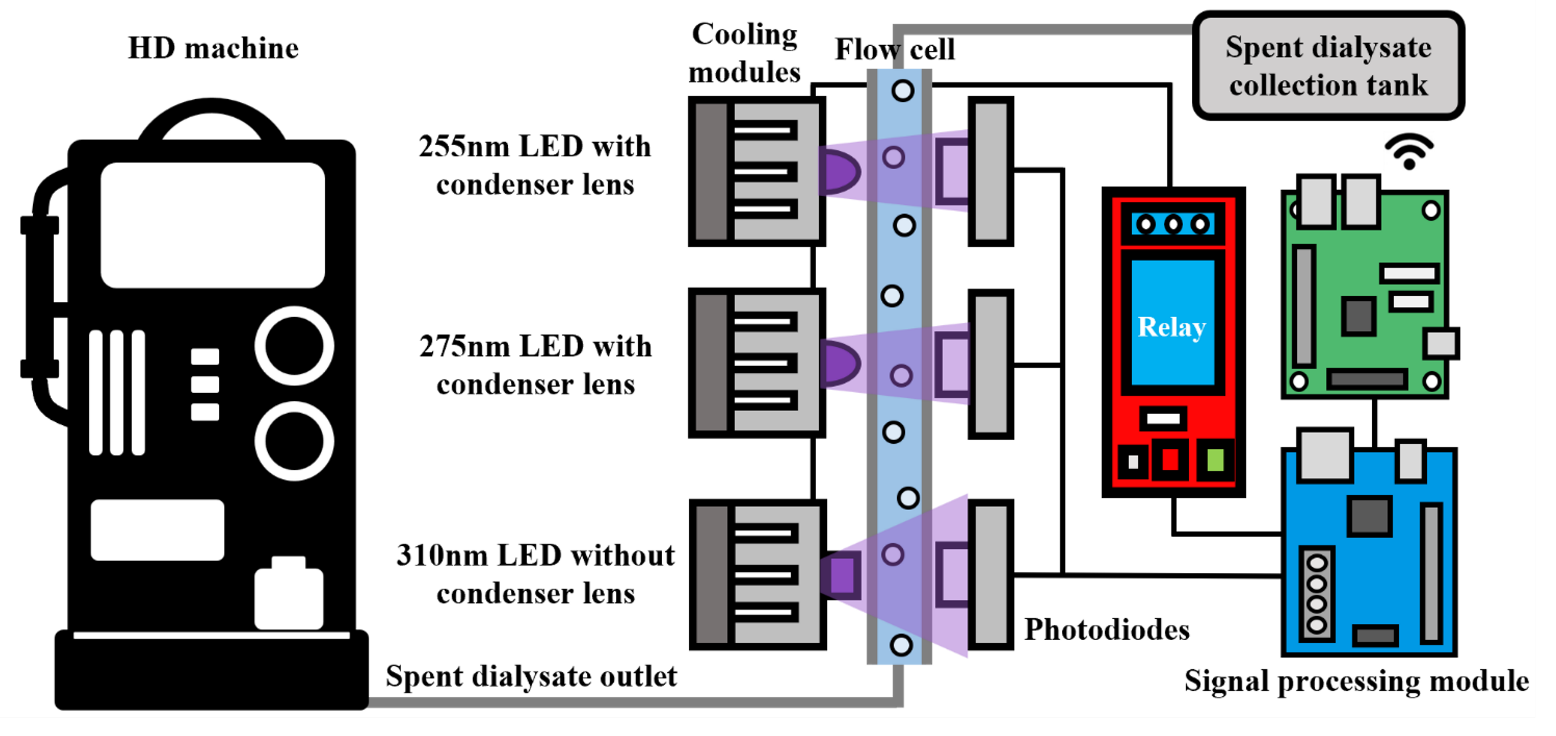 HD machine
Cooling
modules
Flow cell
Spent dialysate
collection tank
255nm LED with
condenser lens
275nm LED with
condenser lens
Relay
310nm LED without
condenser lens
Photodiodes
Spent dialysate outlet
Signal processing module